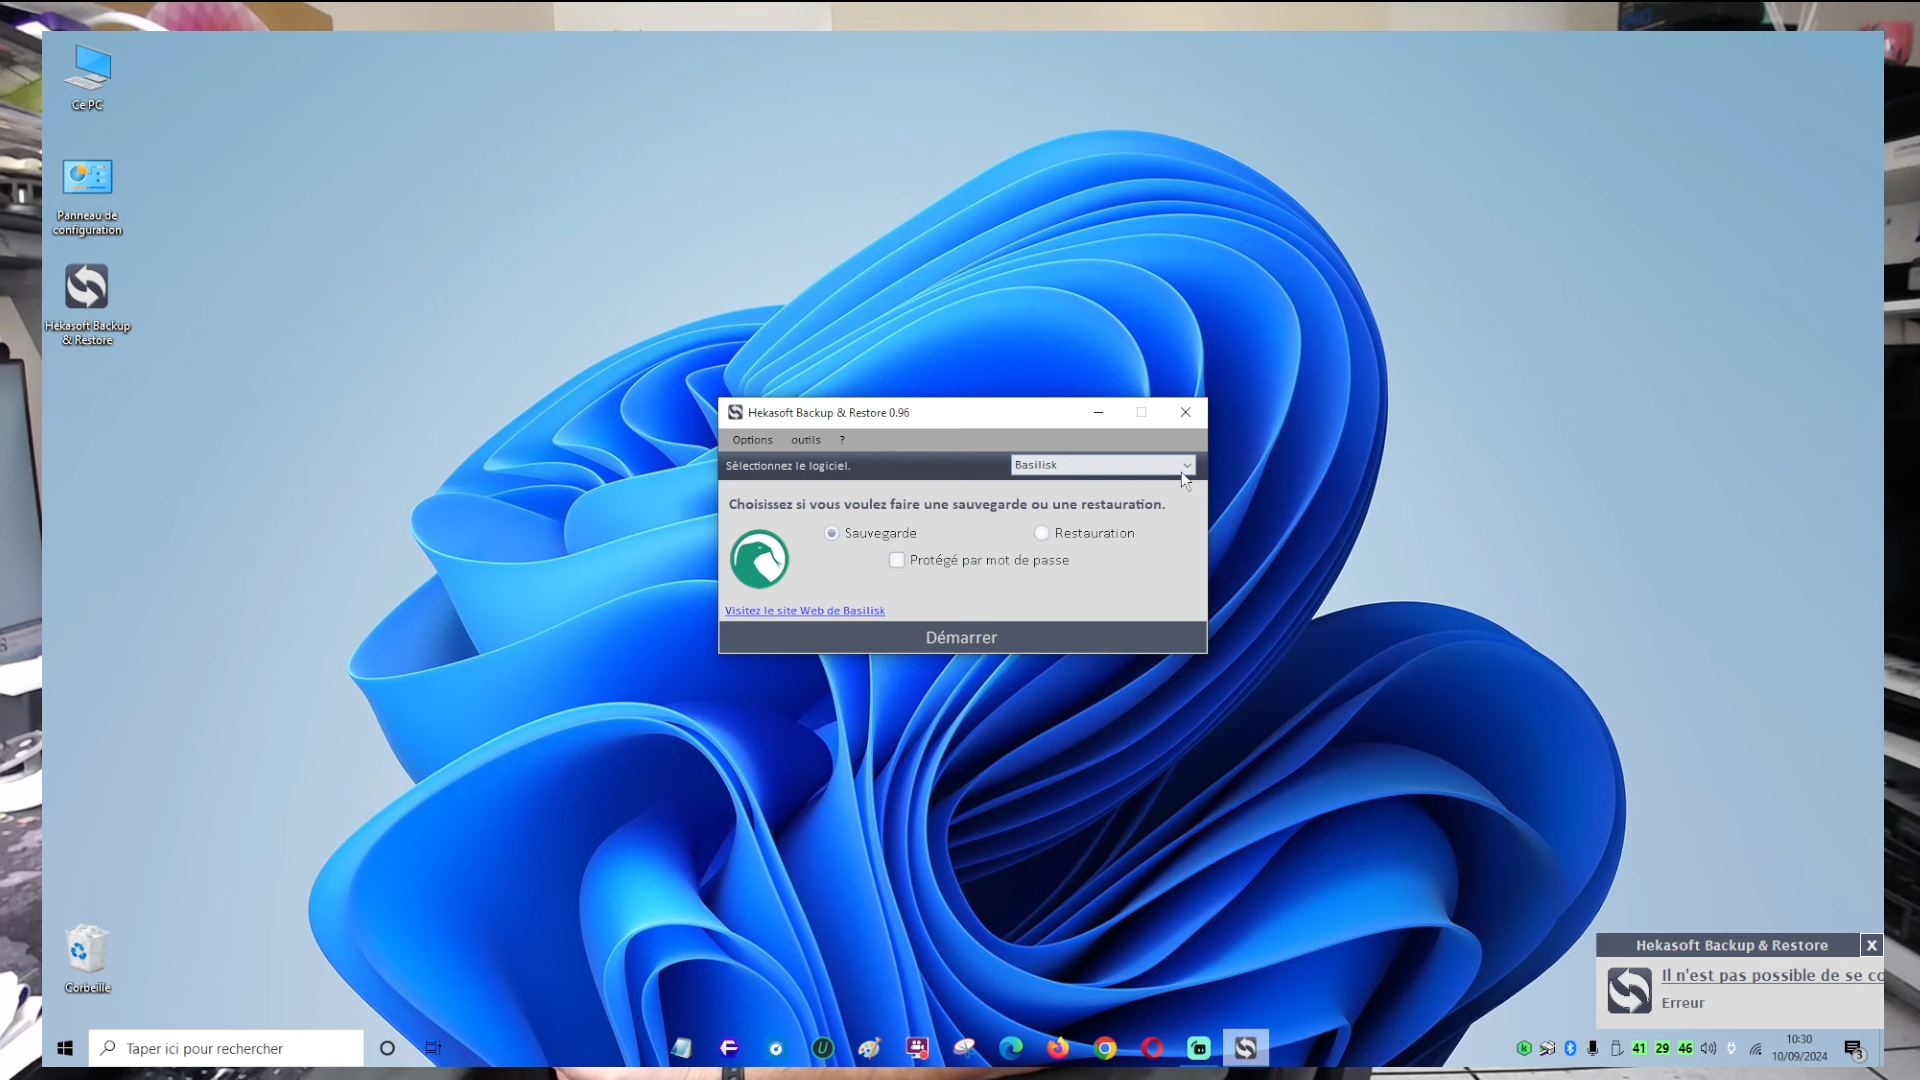 Ce PC
Panneau de
configuration
Hekasoft Backup
& Restore
Hekasoft Backup & Restore 0.96
Options outils ?
Sélectionnez le logiciel.
Basilisk
Choisissez si vous voulez faire une sauvegarde ou une restauration.
Sauvegarde
Restauration
Protégé par mot de passe
Visitez le site Web de Basilisk
Démarrer
Corbeille
Hekasoft Backup & Restore X
Il n'est pas possible de se co
Erreur
Taper ici pour rechercher
41 29 46
10:30
10/09/2024
3